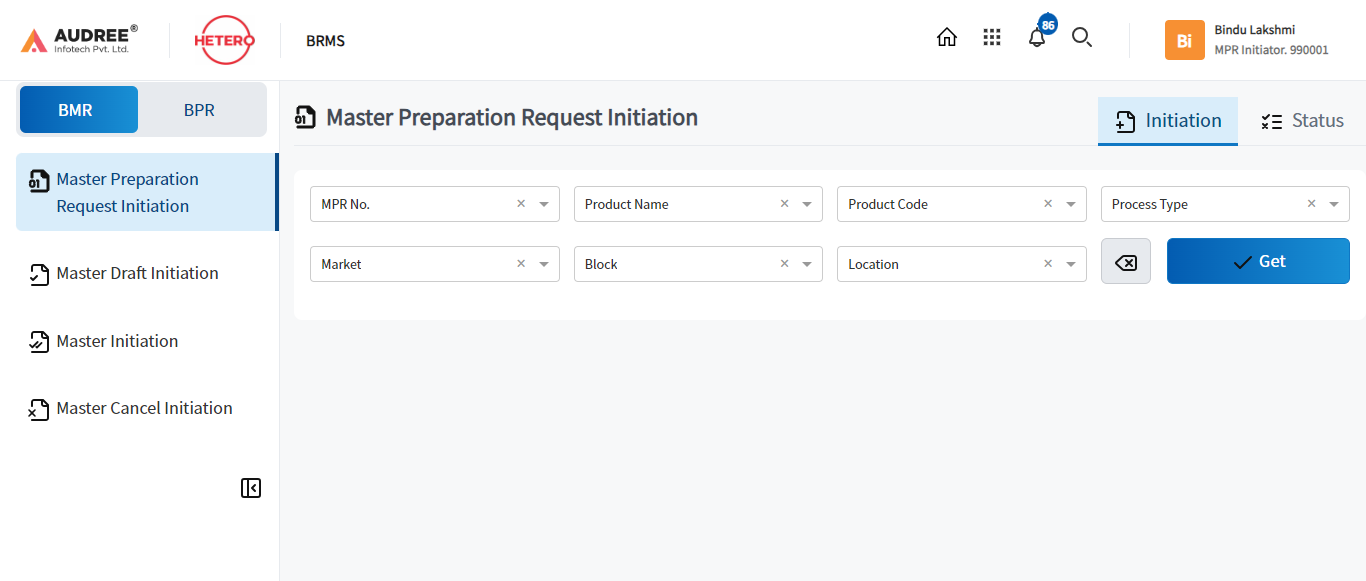 AUDREE®
Infotech Pvt. Ltd.
HETERO
BRMS
86
Bi
Bindu Lakshmi
MPR Initiator. 990001
BMR
BPR
01 Master Preparation
Request Initiation
Master Draft Initiation
Master Initiation
Master Cancel Initiation
01 Master Preparation Request Initiation
Initiation
Status
MPR No.
Product Name
Product Code
Process Type
Market
Block
Location
Get